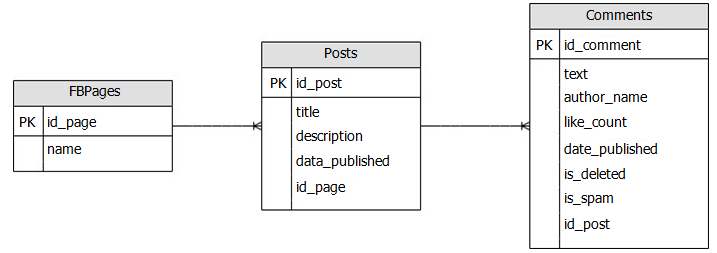 FBPages
PK id_page
name
Posts
PK id_post
title
description
data_published
id_page
Comments
PK id_comment
text
author_name
like_count
date_published
is_deleted
is_spam
id_post